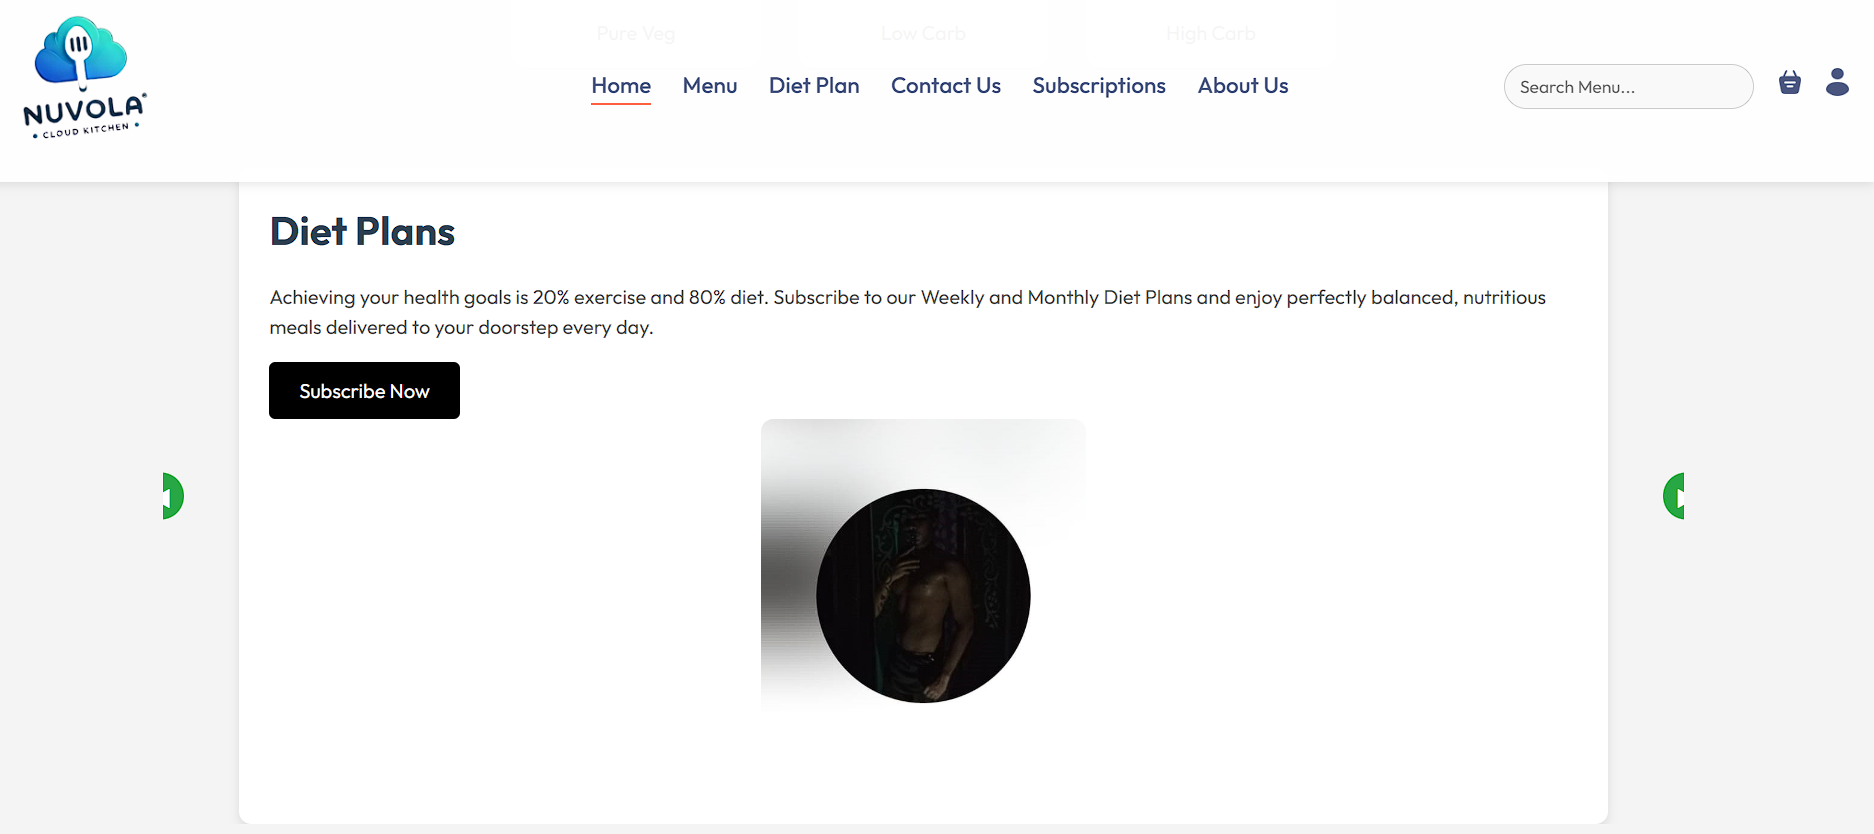 Pure Veg Low Carb High Carb
NUVOLA
• CLOUD KITCHEN •
Home Menu Diet Plan Contact Us Subscriptions About Us
Search Menu...
Diet Plans
Achieving your health goals is 20% exercise and 80% diet. Subscribe to our Weekly and Monthly Diet Plans and enjoy perfectly balanced, nutritious
meals delivered to your doorstep every day.
Subscribe Now